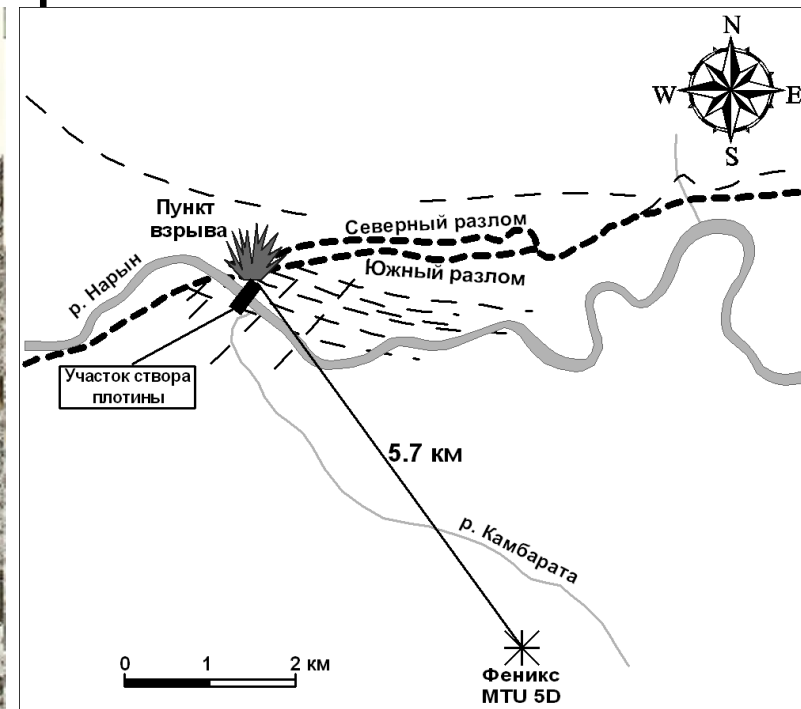 N
W E
S
Пункт
взрыва
Северный разлом
Южный разлом
р. Нарын
Участок створа
плотины
5.7 км
р. Камбарата
0 1 2 км
Феникс
MTU 5D